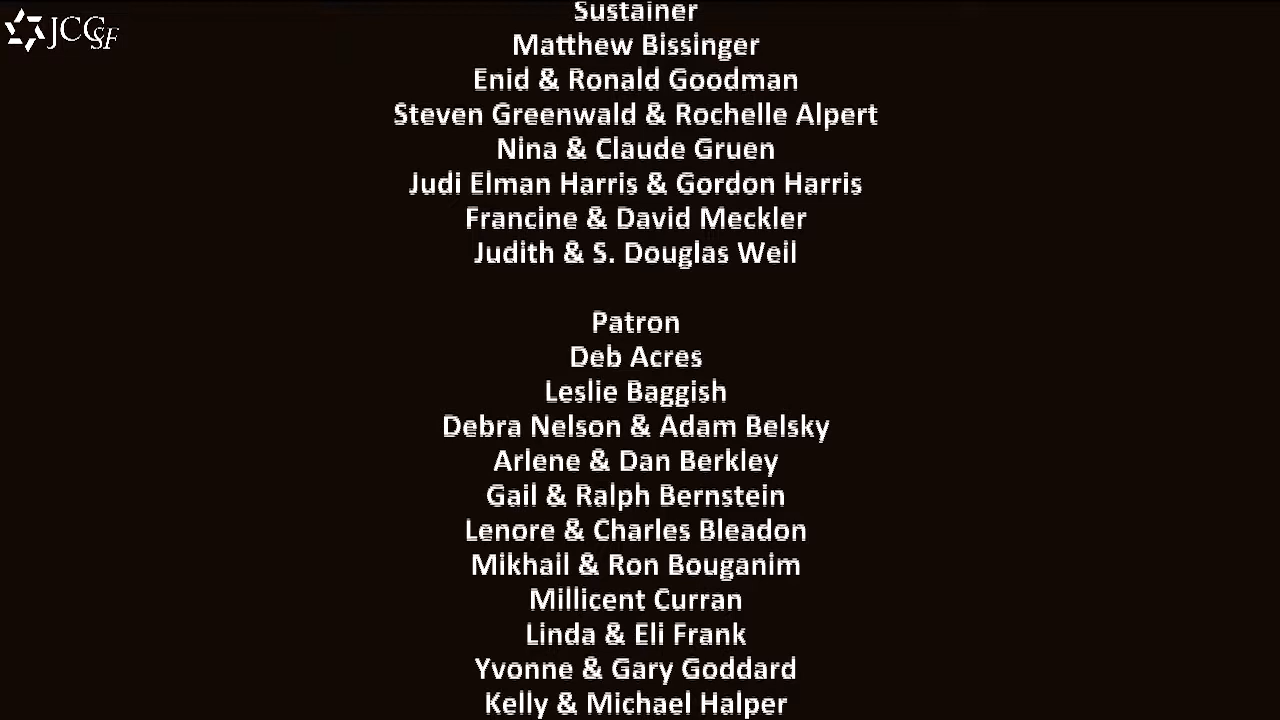 JCCSF
Sustainer
Matthew Bissinger
Enid & Ronald Goodman
Steven Greenwald & Rochelle Alpert
Nina & Claude Gruen
Judi Elman Harris & Gordon Harris
Francine & David Meckler
Judith & S. Douglas Weil
Patron
Deb Acres
Leslie Baggish
Debra Nelson & Adam Belsky
Arlene & Dan Berkley
Gail & Ralph Bernstein
Lenore & Charles Bleadon
Mikhail & Ron Bouganim
Millicent Curran
Linda & Eli Frank
Yvonne & Gary Goddard
Kelly & Michael Halper